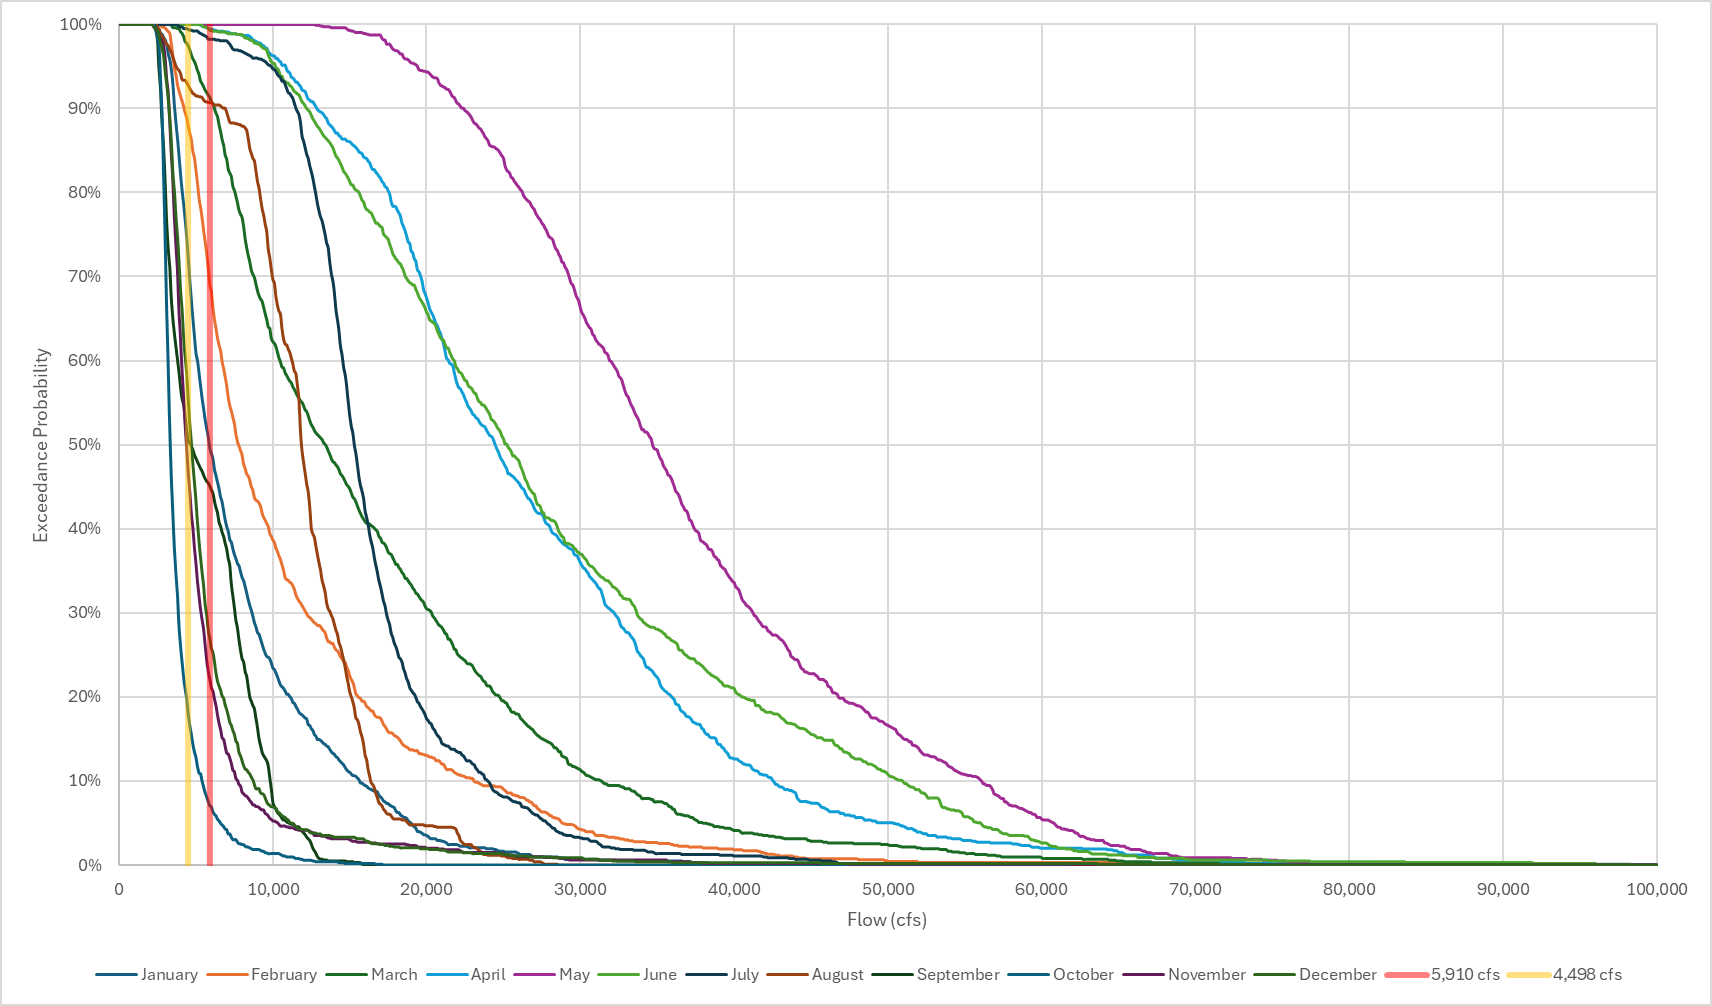 100%
90%
80%
70%
60%
50%
40%
30%
20%
10%
0%
Exceedance Probability
0 10,000 20,000 30,000 40,000 50,000 60,000 70,000 80,000 90,000 100,000
Flow (cfs)
January February March April May June July August September October November December 5,910 cfs 4,498 cfs